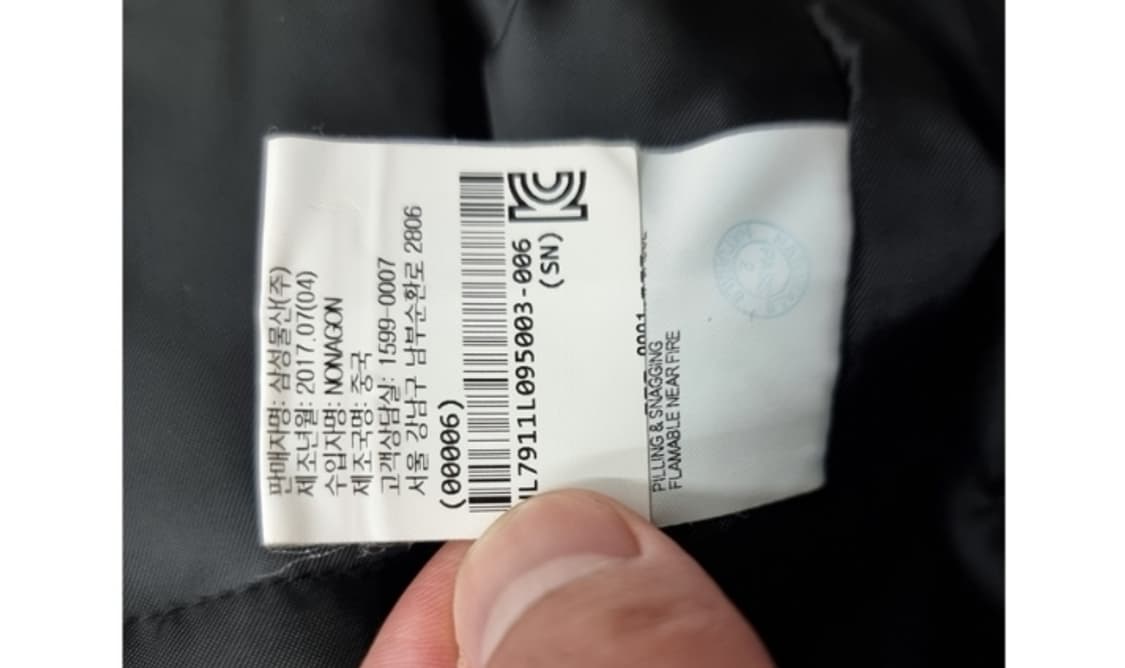 판매자명: 삼성물산(주)
제조년월: 2017.07(04)
수입자명: NONAGON
제조국명: 중국
고객상담실: 1599-0007
서울 강남구 남부순환로 2806
(00006)
L7911L095003-006
(SN)
PILLING & SNAGGING
FLAMABLE NEAR FIRE